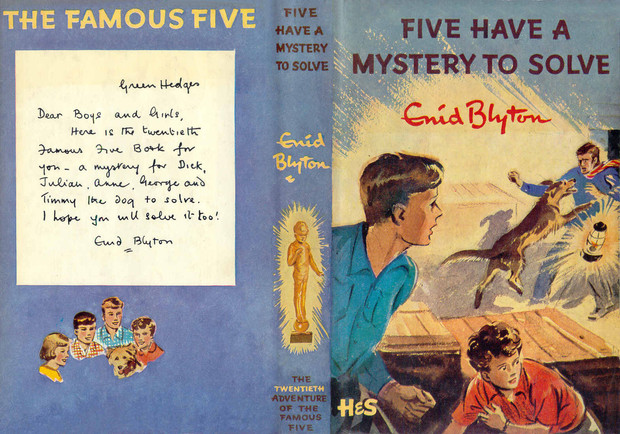 THE FAMOUS FIVE
Green Hedges
Dear Boys and Girls,
Here is the twentieth
Famous Five Book for
you - a mystery for Dick,
Julian, Anne, George and
Timmy the dog to solve.
I hope you will solve it too!
Enid Blyton
FIVE
HAVE A
MYSTERY
TO SOLVE
Enid
Blyton
THE
TWENTIETH
ADVENTURE
OF THE
FAMOUS
FIVE
FIVE HAVE A
MYSTERY TO SOLVE
Enid Blyton
H&S